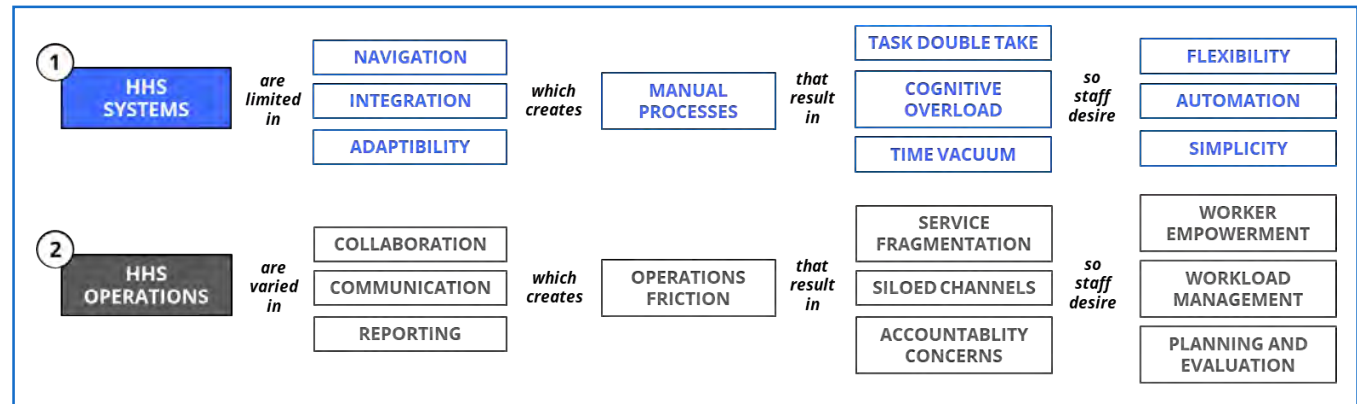 1
HHS
SYSTEMS
are
limited
in
NAVIGATION
INTEGRATION
ADAPTIBILITY
which
creates
MANUAL
PROCESSES
that
result
in
TASK DOUBLE TAKE
COGNITIVE
OVERLOAD
TIME VACUUM
so
staff
desire
FLEXIBILITY
AUTOMATION
SIMPLICITY
2
HHS
OPERATIONS
are
varied
in
COLLABORATION
COMMUNICATION
REPORTING
which
creates
OPERATIONS
FRICTION
that
result
in
SERVICE
FRAGMENTATION
SILOED CHANNELS
ACCOUNTABLITY
CONCERNS
so
staff
desire
WORKER
EMPOWERMENT
WORKLOAD
MANAGEMENT
PLANNING AND
EVALUATION